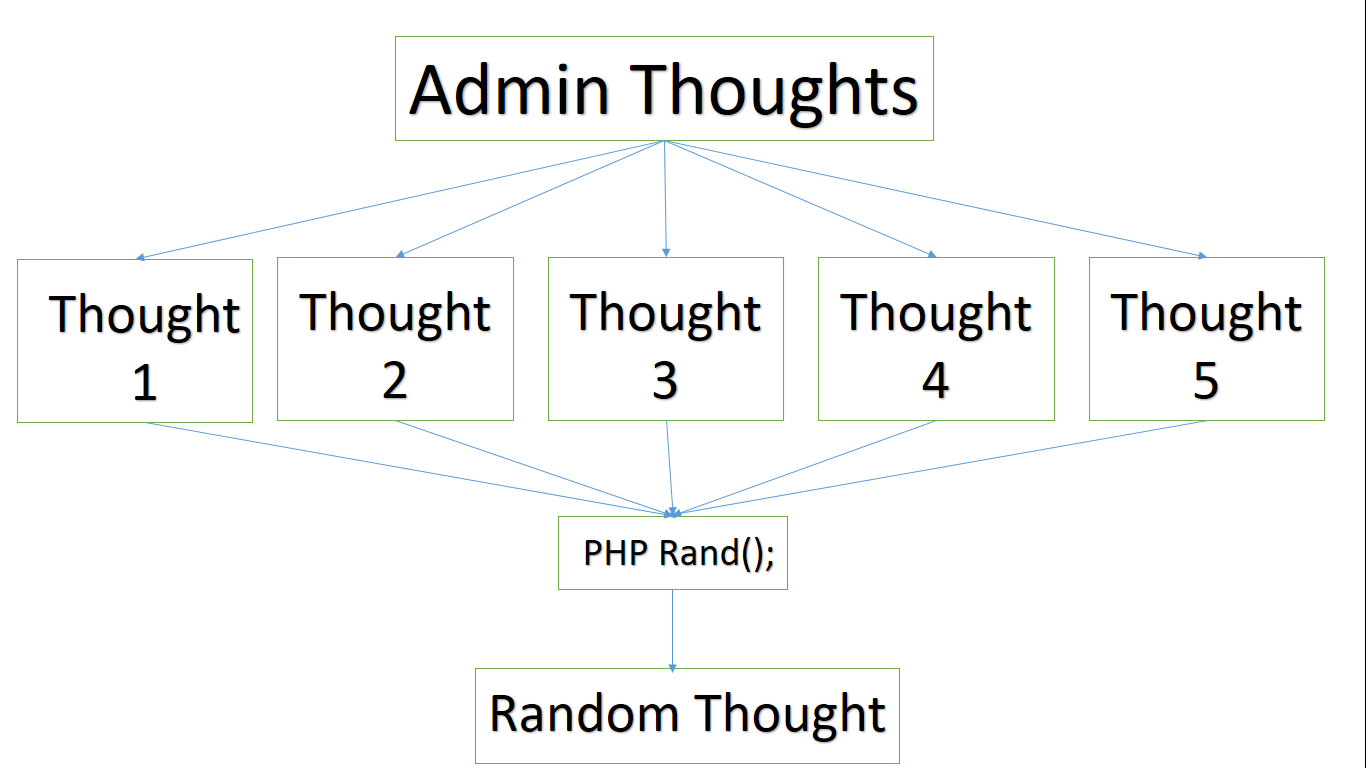 Admin Thoughts
Thought
1
Thought
2
Thought
3
Thought
4
Thought
5
PHP Rand();
Random Thought